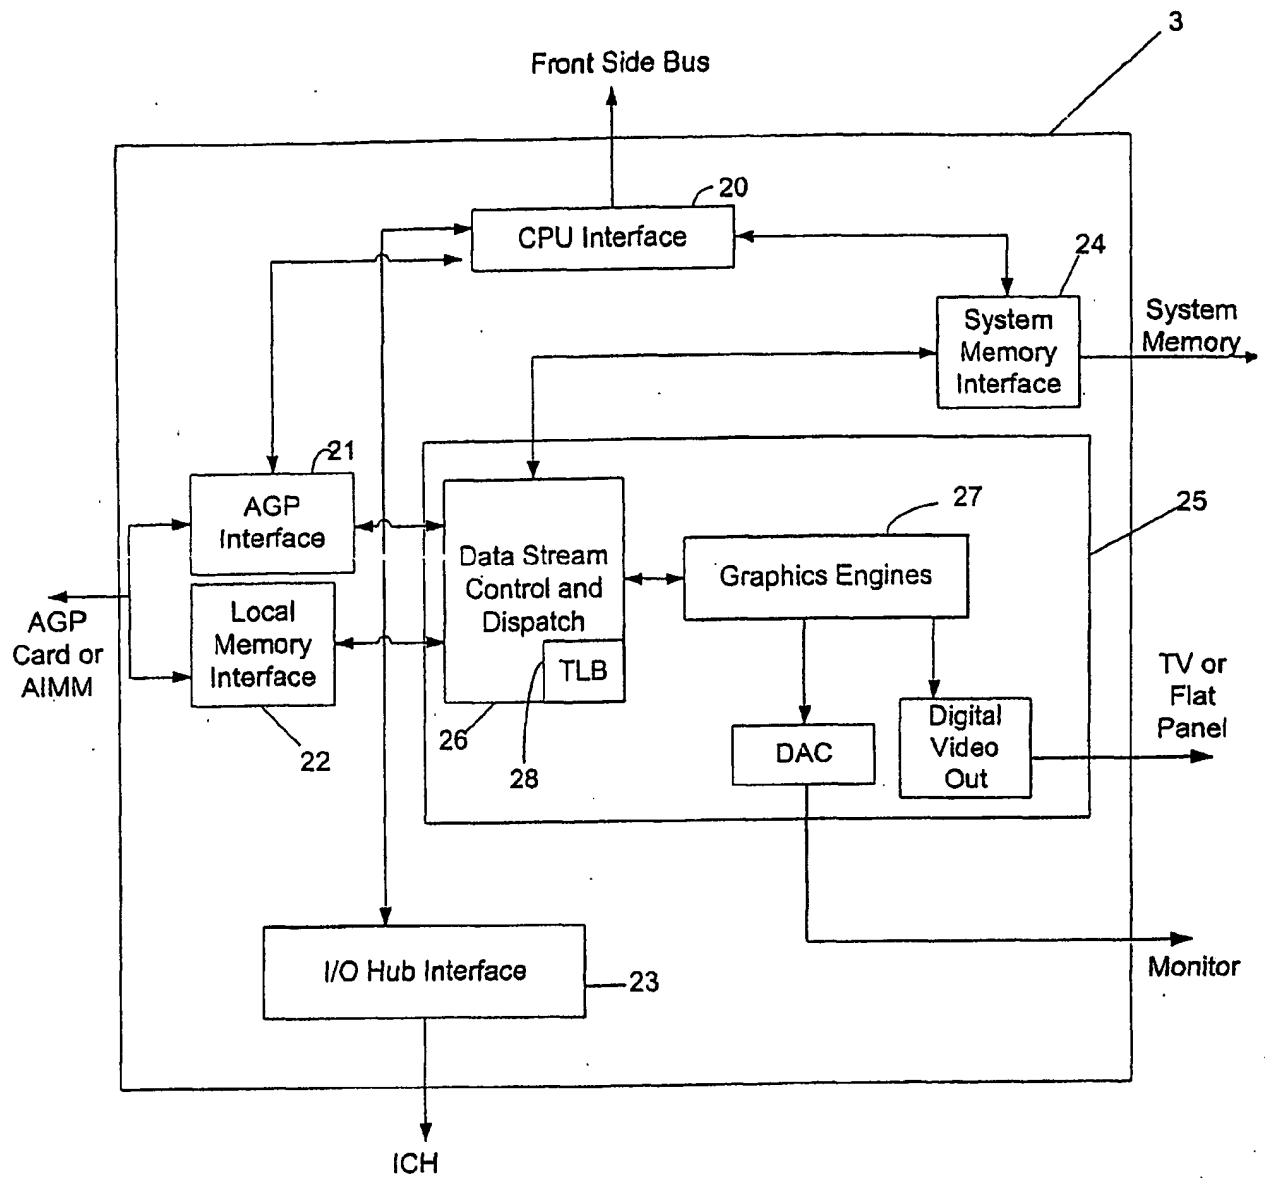 3
Front Side Bus
20
CPU Interface
24
System
Memory
Interface
System
Memory
21
AGP
Interface
Local
Memory
Interface
22
AGP
Card or
AIMM
25
27
Data Stream
Control and
Dispatch
TLB
26
28
Graphics Engines
DAC
Digital
Video
Out
TV or
Flat
Panel
I/O Hub Interface
23
Monitor
ICH